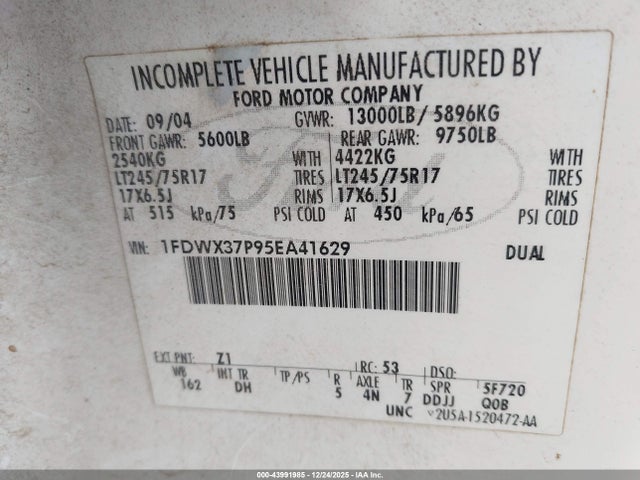 INCOMPLETE VEHICLE MANUFACTURED BY
FORD MOTOR COMPANY
DATE: 09/04 GVWR: 13000LB/ 5896KG
FRONT GAWR: 5600LB REAR GAWR: 9750LB
2540KG WITH 4422KG WITH
LT245/75R17 TIRES LT245/75R17 TIRES
17X6.5J RIMS 17X6.5J RIMS
AT 515 kPa/75 PSI COLD AT 450 kPa/65 PSI COLD
VIN: 1FDWX37P95EA41629 DUAL
EXT PNT: Z1 RC: 53 DSO:
WB INT TR TP/PS R AXLE TR SPR 5F720
162 DH 5 4N 7 DDJJ Q0B
UNC V2U5A-1520472-AA
000-43991985 - 12/24/2025 - IAA Inc.